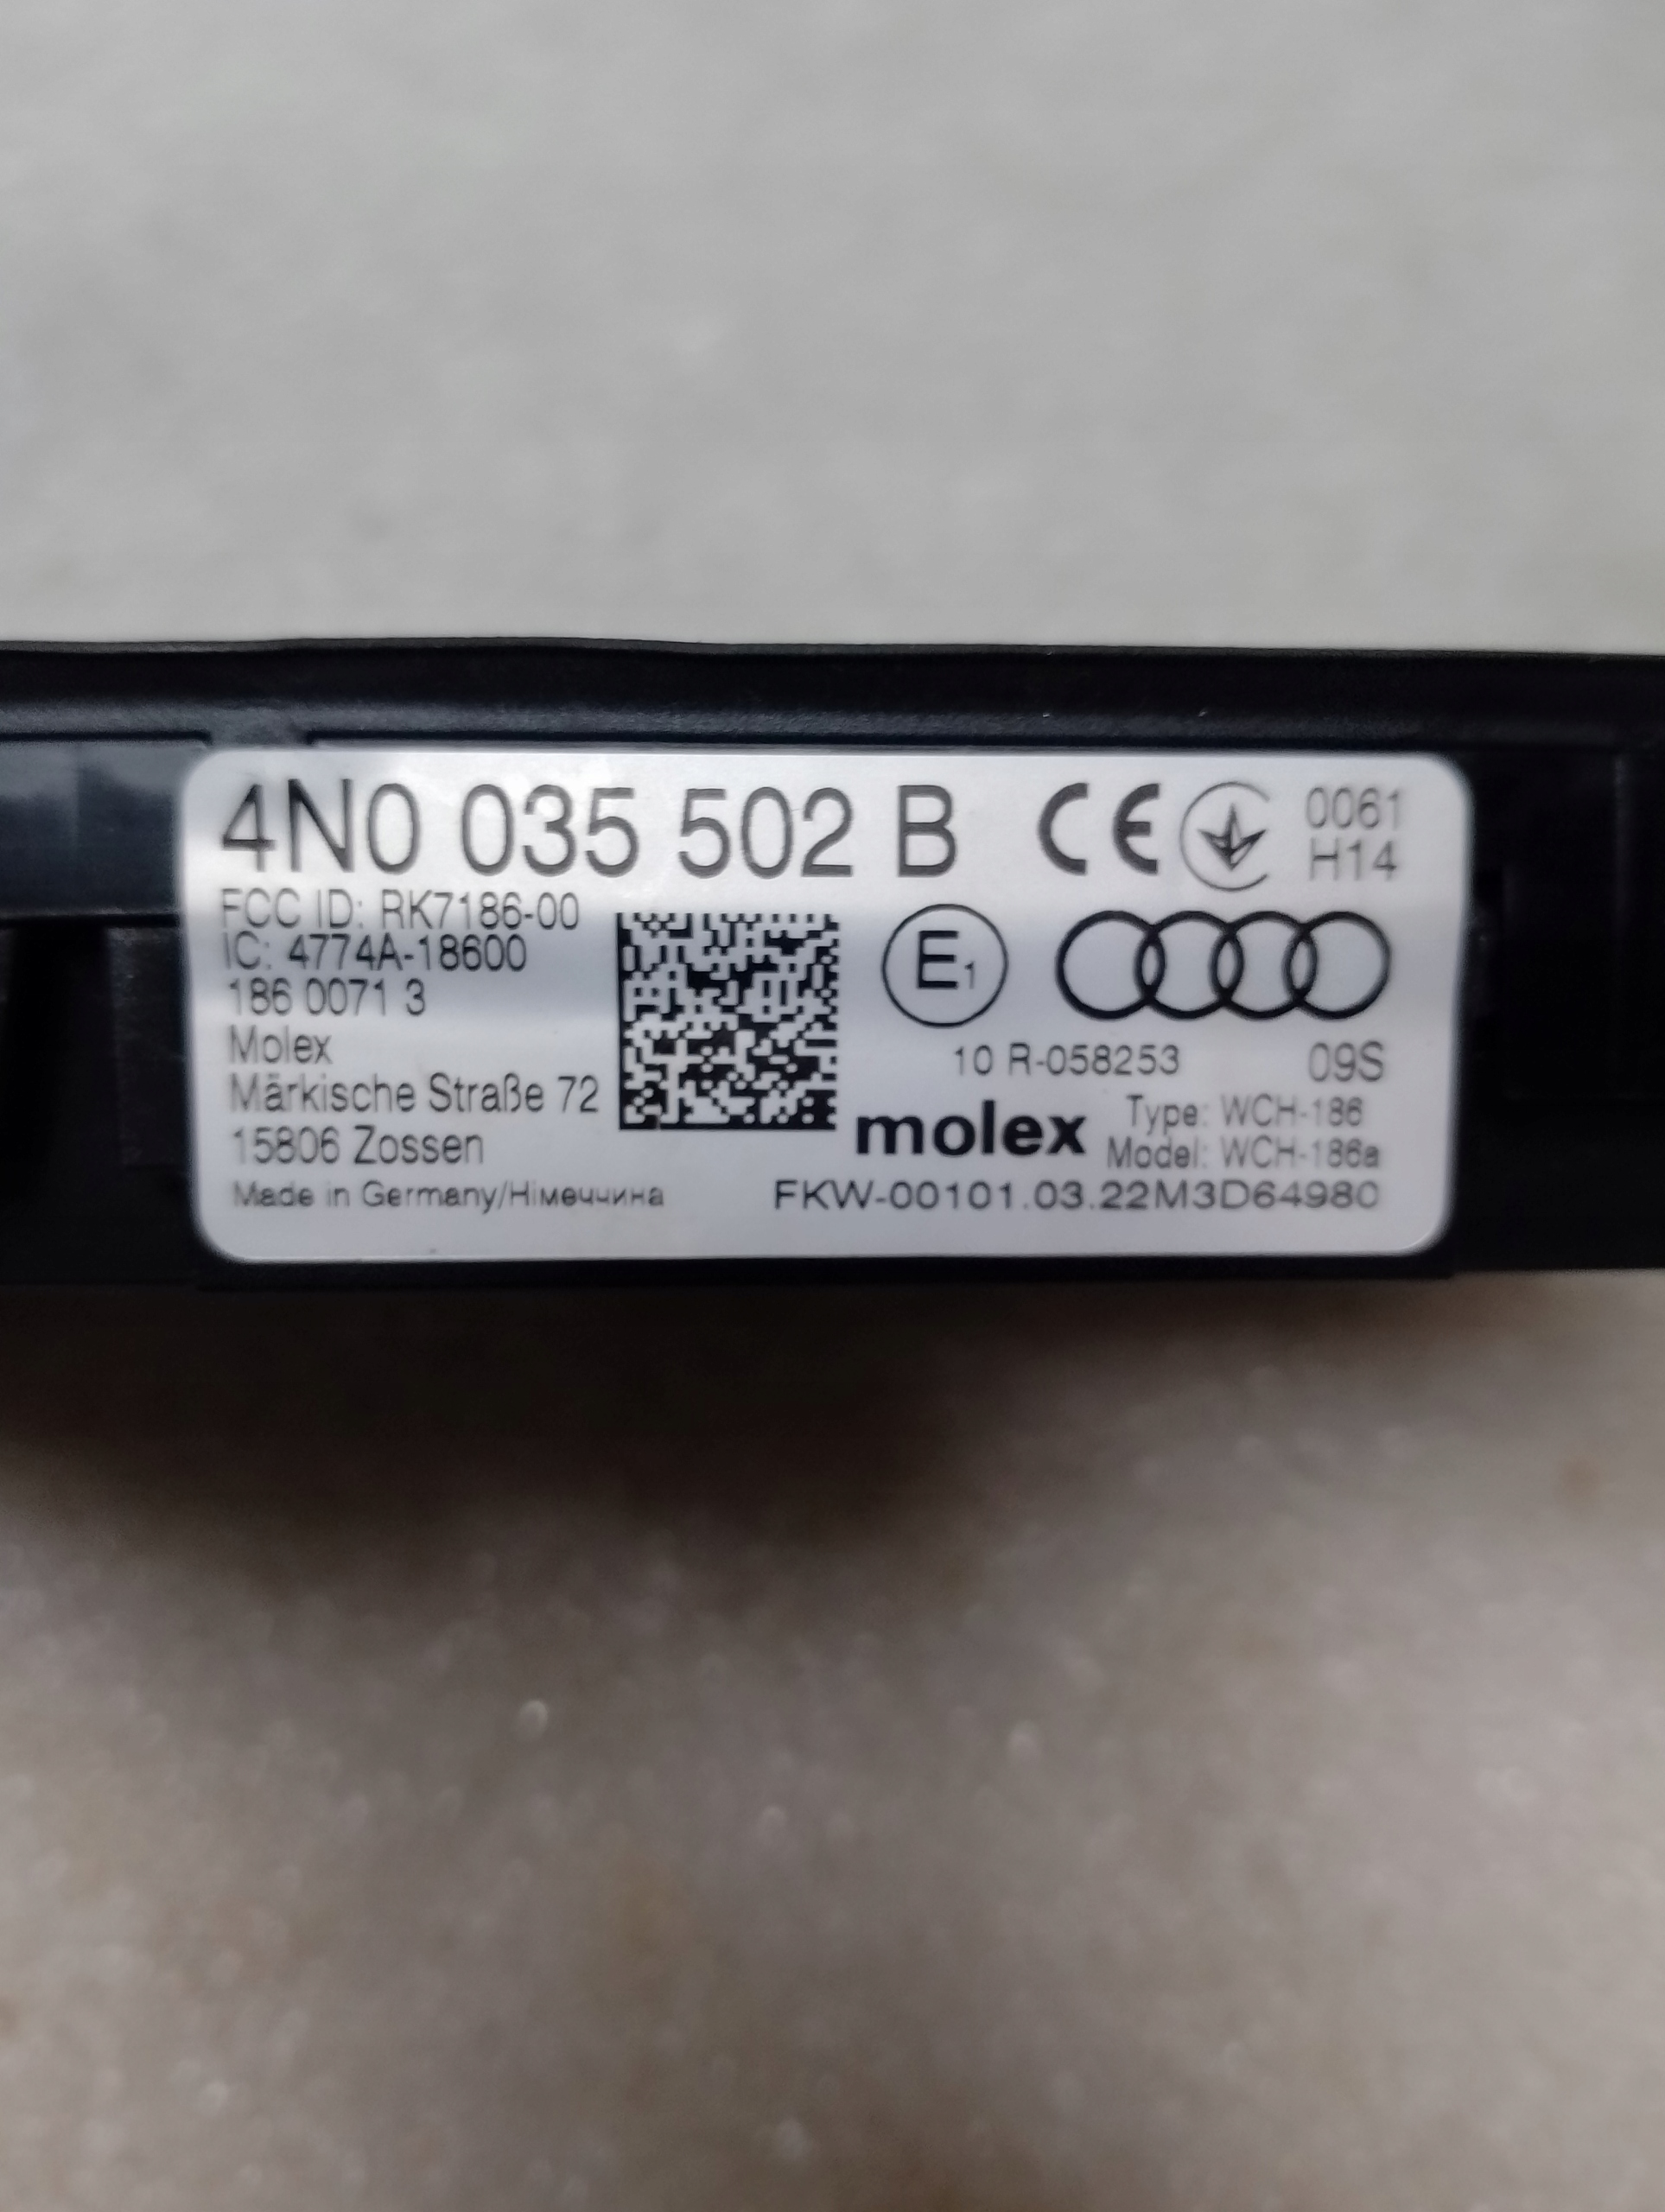 4N0 035 502 B CE 0061
H14
FCC ID: RK7186-00
IC: 4774A-18600
186 0071 3
Molex
Märkische Straße 72
15806 Zossen
Made in Germany/Німеччина
E1
10 R-058253 09S
molex
Type: WCH-186
Model: WCH-186a
FKW-00101.03.22M3D64980